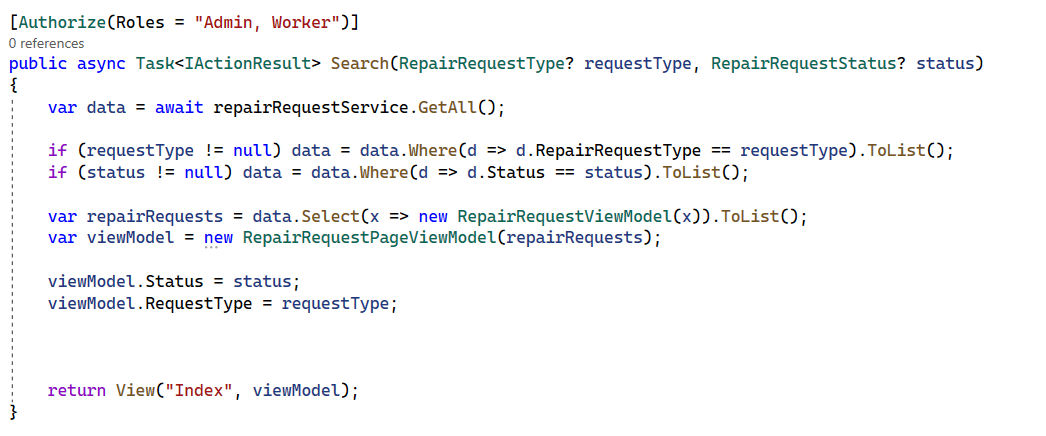 [Authorize(Roles = "Admin, Worker")]
0 references
public async Task<IActionResult> Search(RepairRequestType? requestType, RepairRequestStatus? status)
{
    var data = await repairRequestService.GetAll();
    if (requestType != null) data = data.Where(d => d.RepairRequestType == requestType).ToList();
    if (status != null) data = data.Where(d => d.Status == status).ToList();
    var repairRequests = data.Select(x => new RepairRequestViewModel(x)).ToList();
    var viewModel = new RepairRequestPageViewModel(repairRequests);
    viewModel.Status = status;
    viewModel.RequestType = requestType;
    return View("Index", viewModel);
}